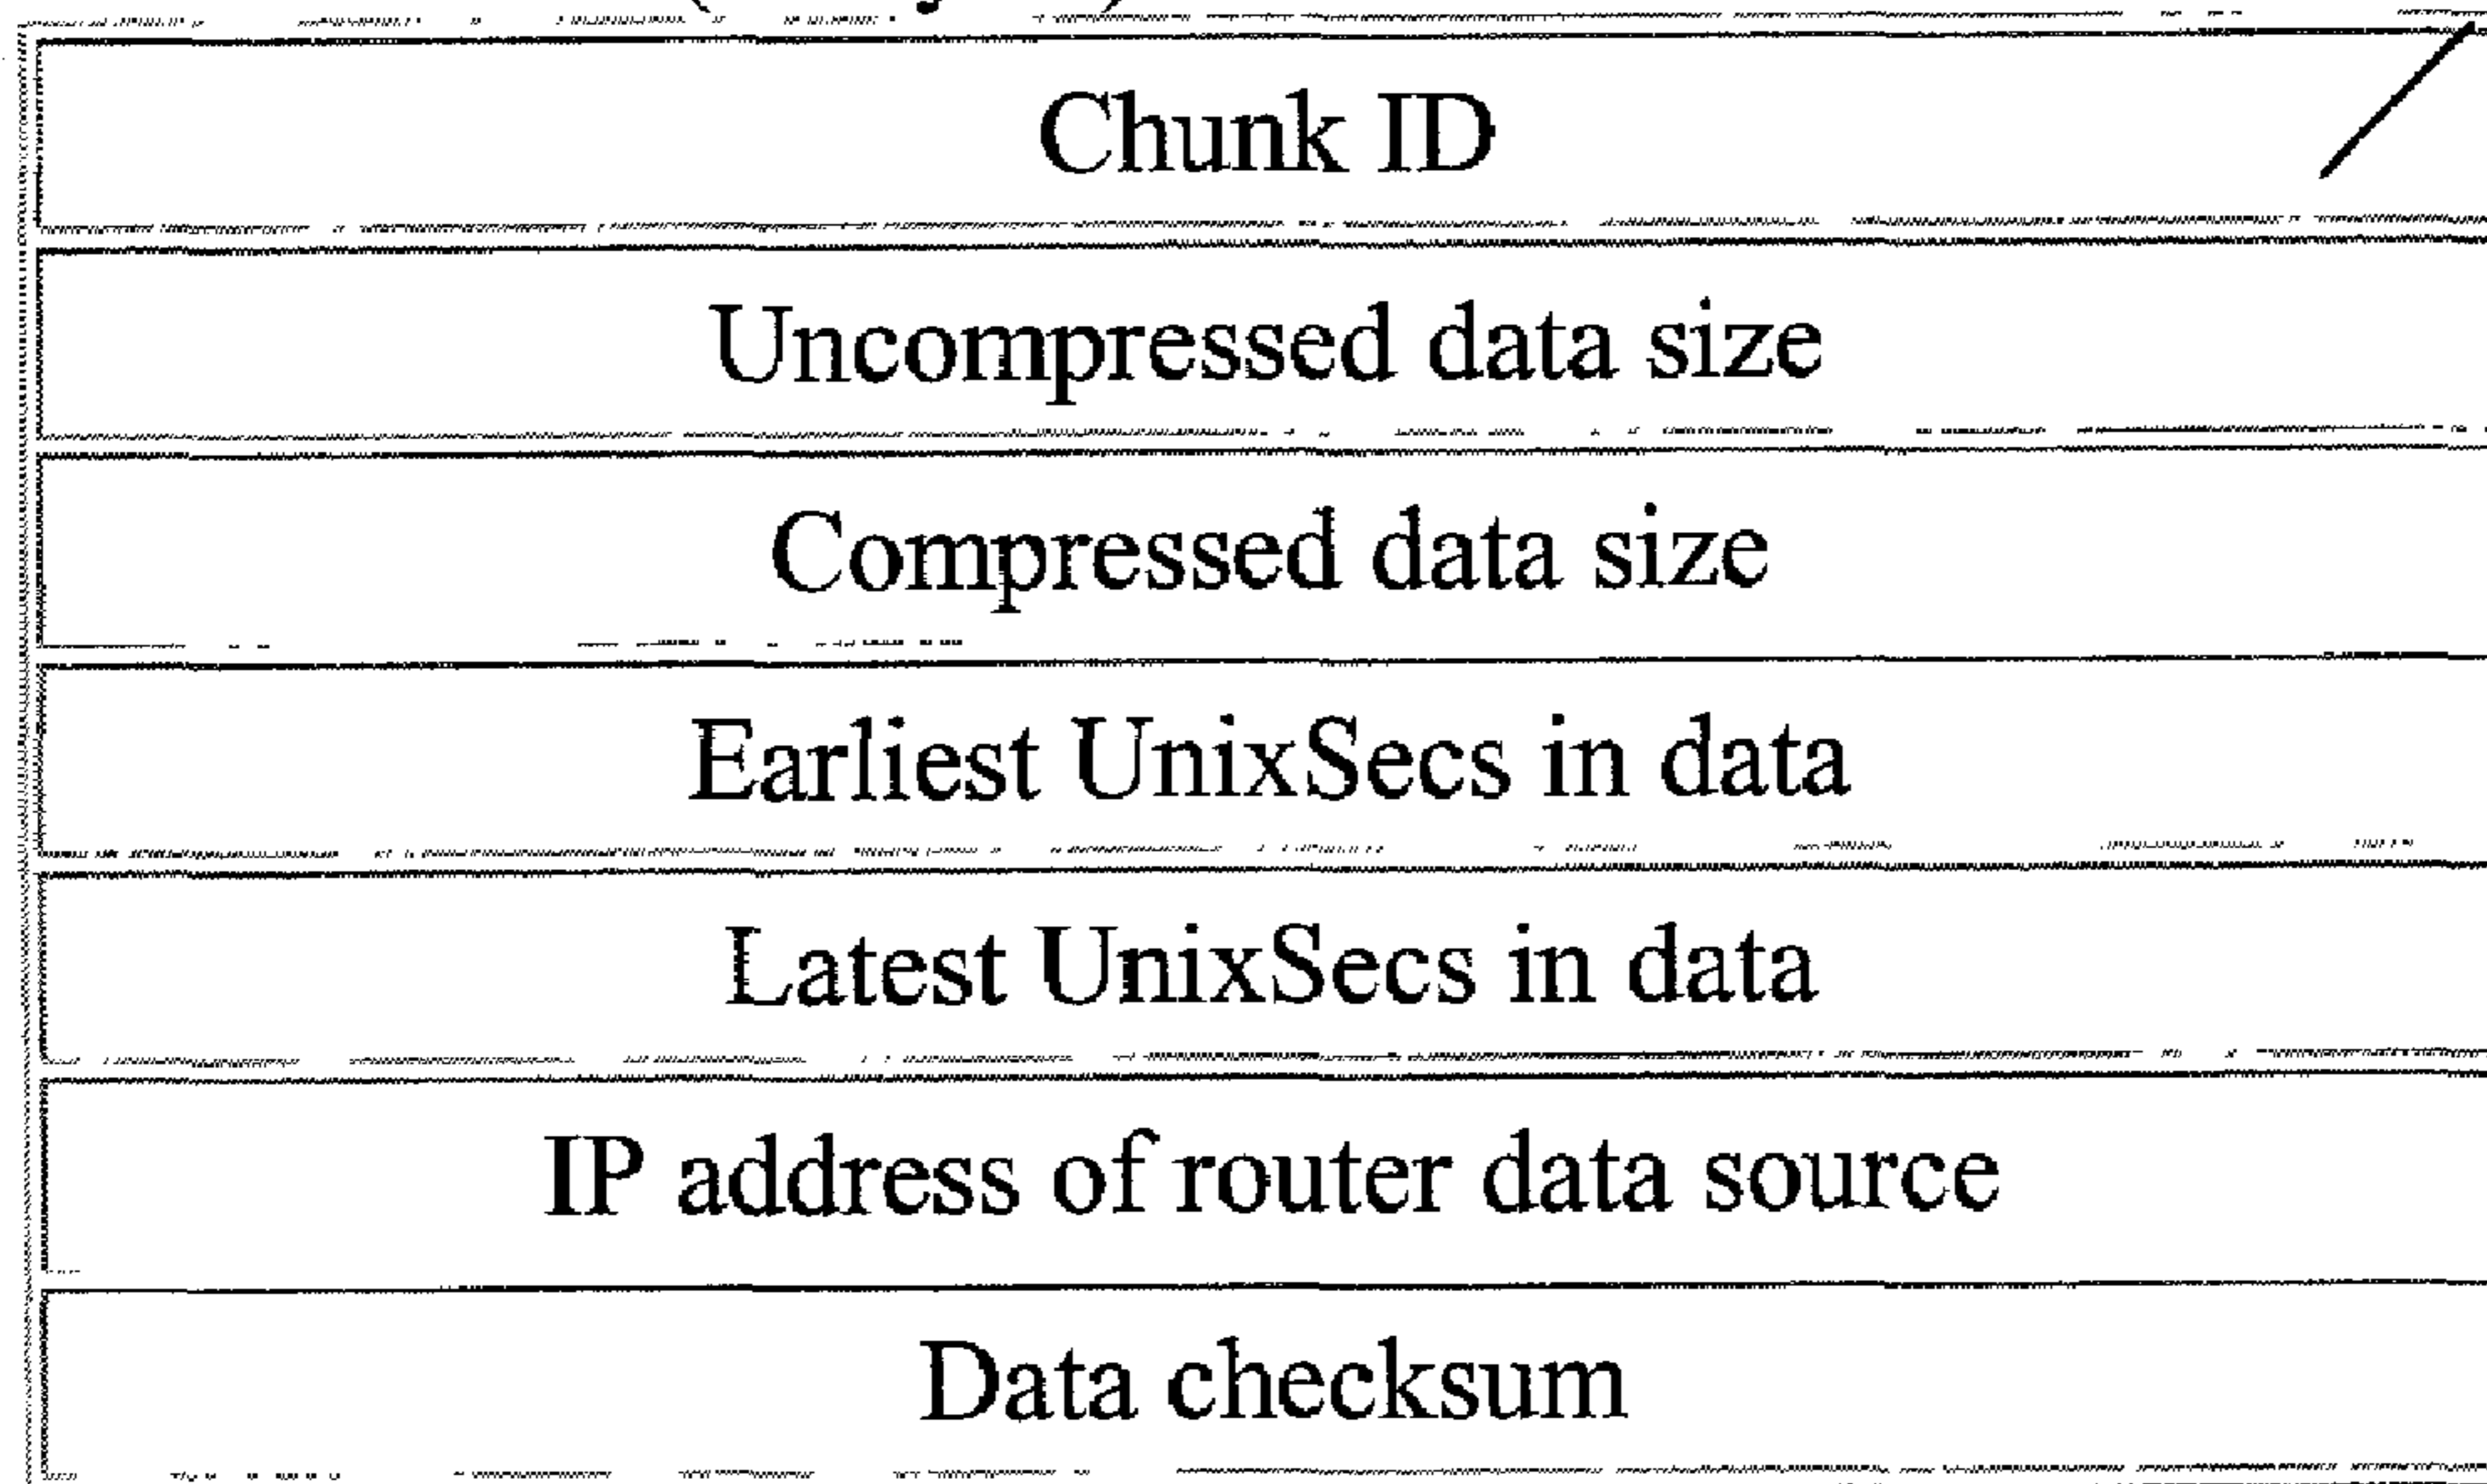 Chunk ID
Uncompressed data size
Compressed data size
Earliest UnixSecs in data
Latest UnixSecs in data
IP address of router data source
Data checksum